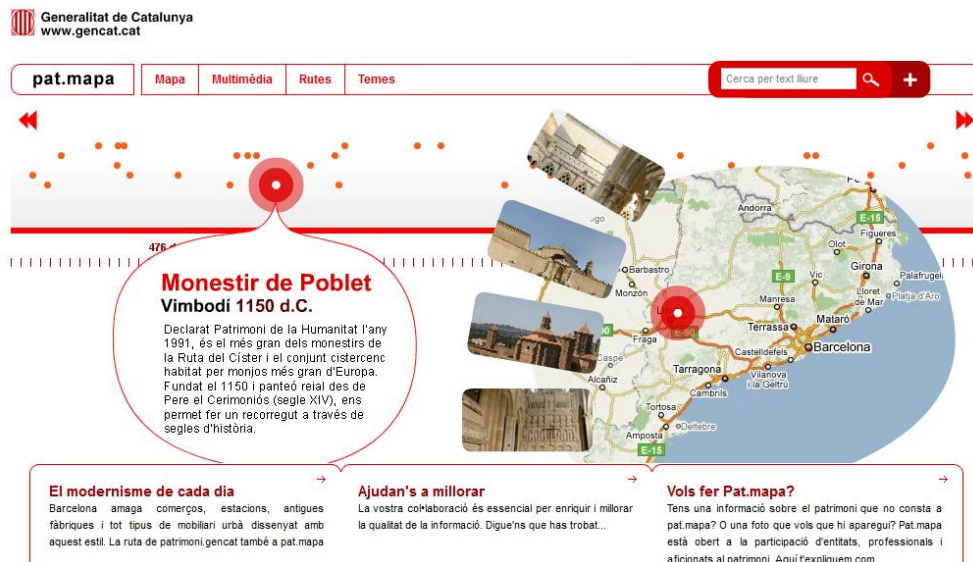 Generalitat de Catalunya
www.gencat.cat
pat.mapa
Mapa
Multimèdia
Rutes
Temes
Cerca per text lliure
476
Monestir de Poblet
Vimbodí 1150 d.C.
Declarat Patrimoni de la Humanitat l'any
1991, és el més gran dels monestirs de
la Ruta del Císter i el conjunt cistercenc
habitat per monjos més gran d'Europa.
Fundat el 1150 i panteó reial des de
Pere el Cerimoniós (segle XIV), ens
permet fer un recorregut a través de
segles d'història.
Andorra
E-15
Figueres
Olot
Barbastro
E-9
Vic
Girona
Palafrugell
Monzón
Manresa
Lloret
de Mar
Platja d'Aro
Fraga
Terrassa
Mataró
Caspe
Castelldefels
Barcelona
Alcañiz
Tarragona
Vilanova
i la Geltrú
Cambrils
Tortosa
Deltebre
Amposta
E-15
El modernisme de cada dia
Barcelona amaga comerços, estacions, antigues
fàbriques i tot tipus de mobiliari urbà dissenyat amb
aquest estil. La ruta de patrimoni.gencat també a pat.mapa
Ajudan's a millorar
La vostra col•laboració és essencial per enriquir i millorar
la qualitat de la informació. Digue'ns que has trobat...
Vols fer Pat.mapa?
Tens una informació sobre el patrimoni que no consta a
pat.mapa? O una foto que vols que hi aparegui? Pat.mapa
està obert a la participació d'entitats, professionals i
aficionats al patrimoni. Aquí t'expliquem com